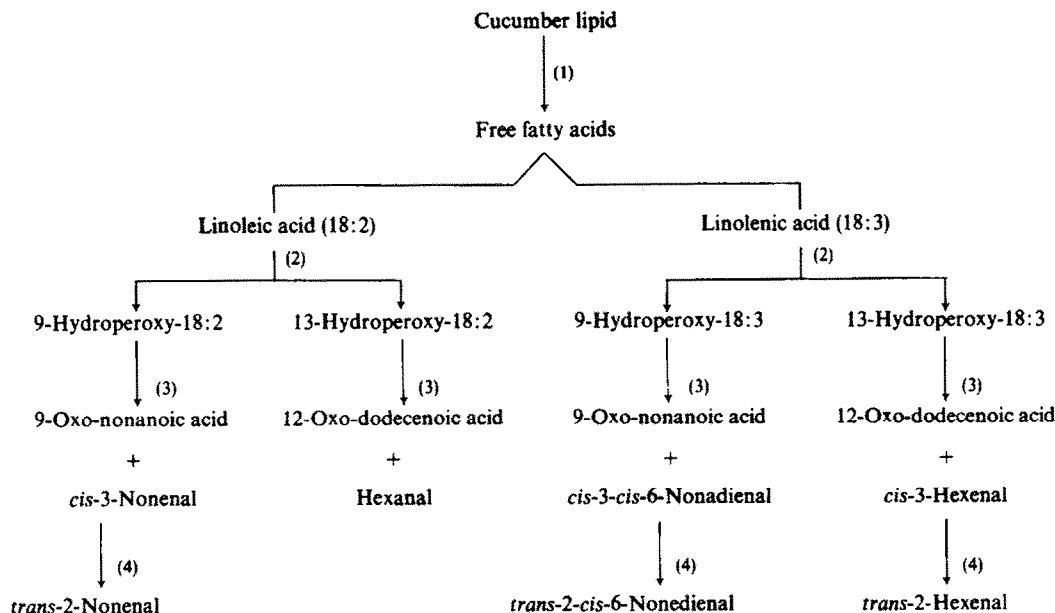 Cucumber lipid
(1)
Free fatty acids
Linoleic acid (18:2) Linolenic acid (18:3)
(2) (2)
9-Hydroperoxy-18:2 13-Hydroperoxy-18:2 9-Hydroperoxy-18:3 13-Hydroperoxy-18:3
(3) (3) (3) (3)
9-Oxo-nonanoic acid 12-Oxo-dodecenoic acid 9-Oxo-nonanoic acid 12-Oxo-dodecenoic acid
+ + + +
cis-3-Nonenal Hexanal cis-3-cis-6-Nonadienal cis-3-Hexenal
(4) (4) (4)
trans-2-Nonenal trans-2-cis-6-Nonedienal trans-2-Hexenal